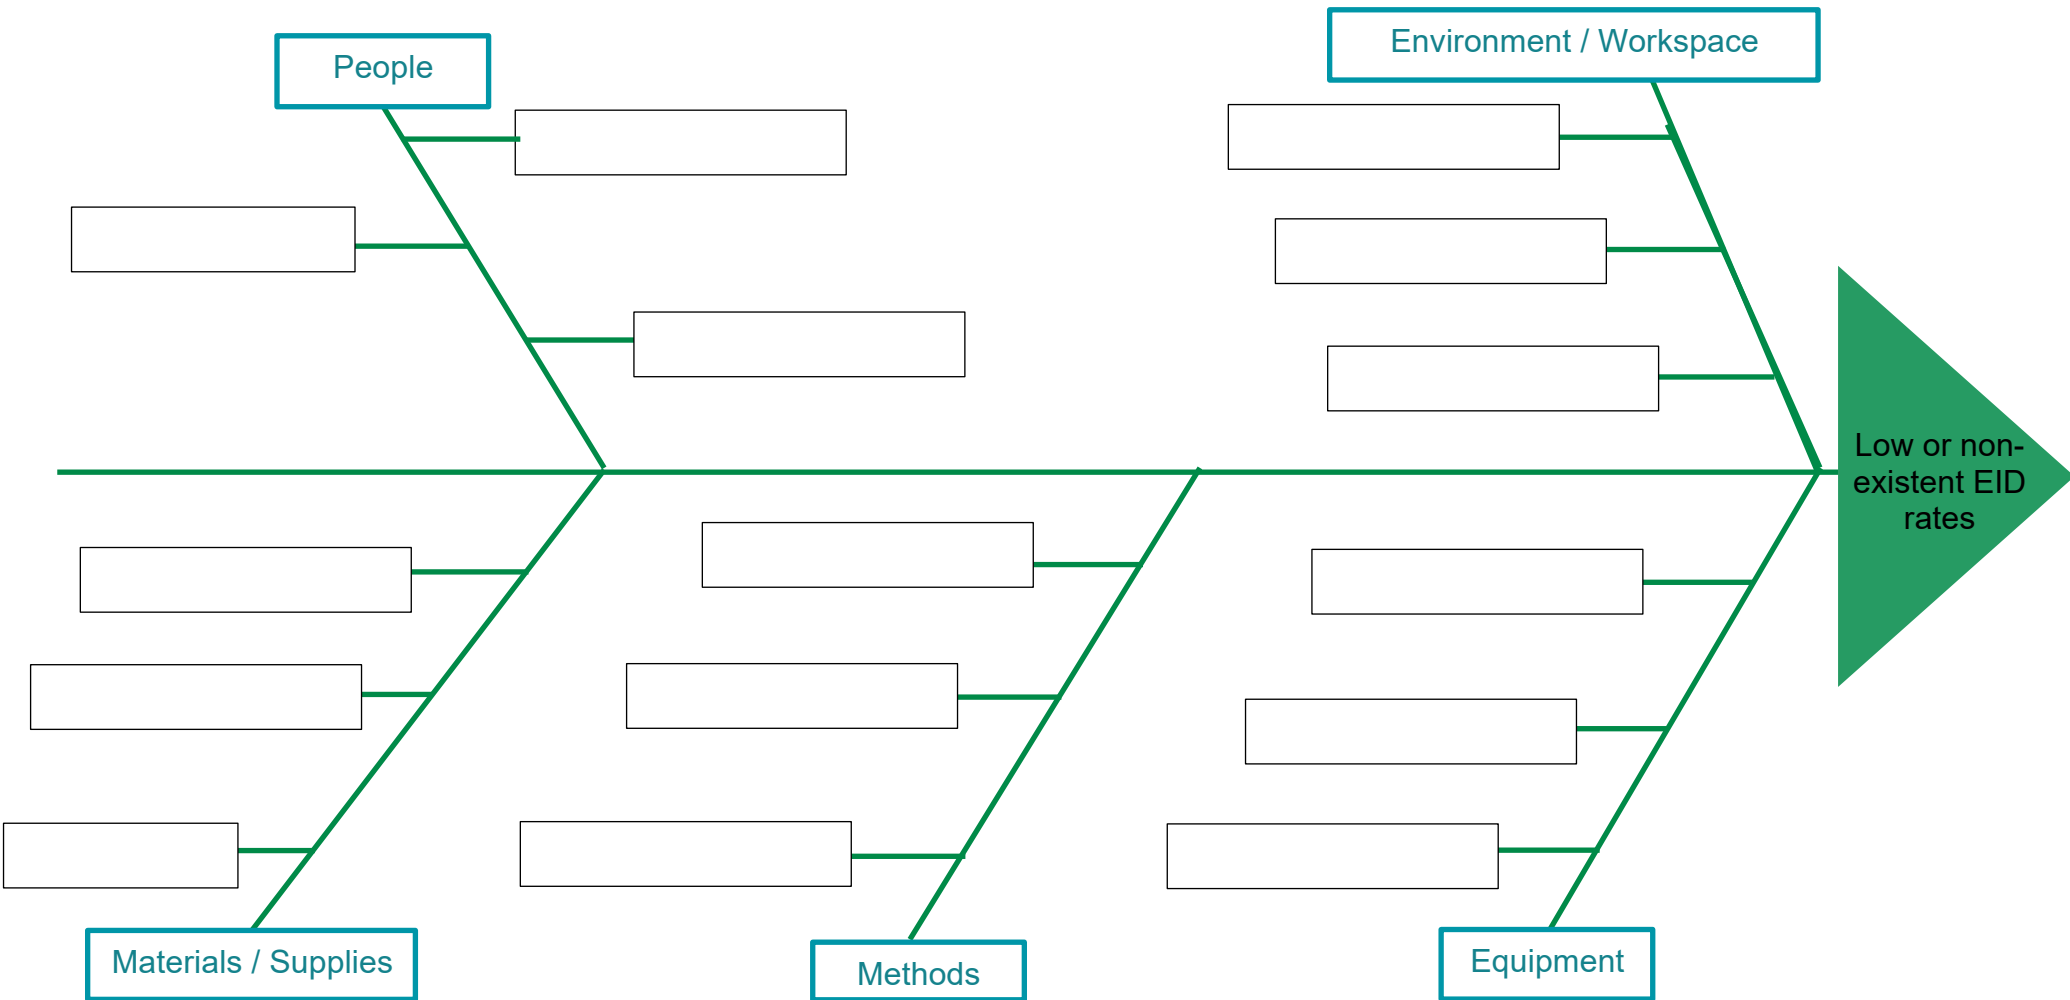 People
Environment / Workspace
Low or non-
existent EID
rates
Materials / Supplies
Methods
Equipment